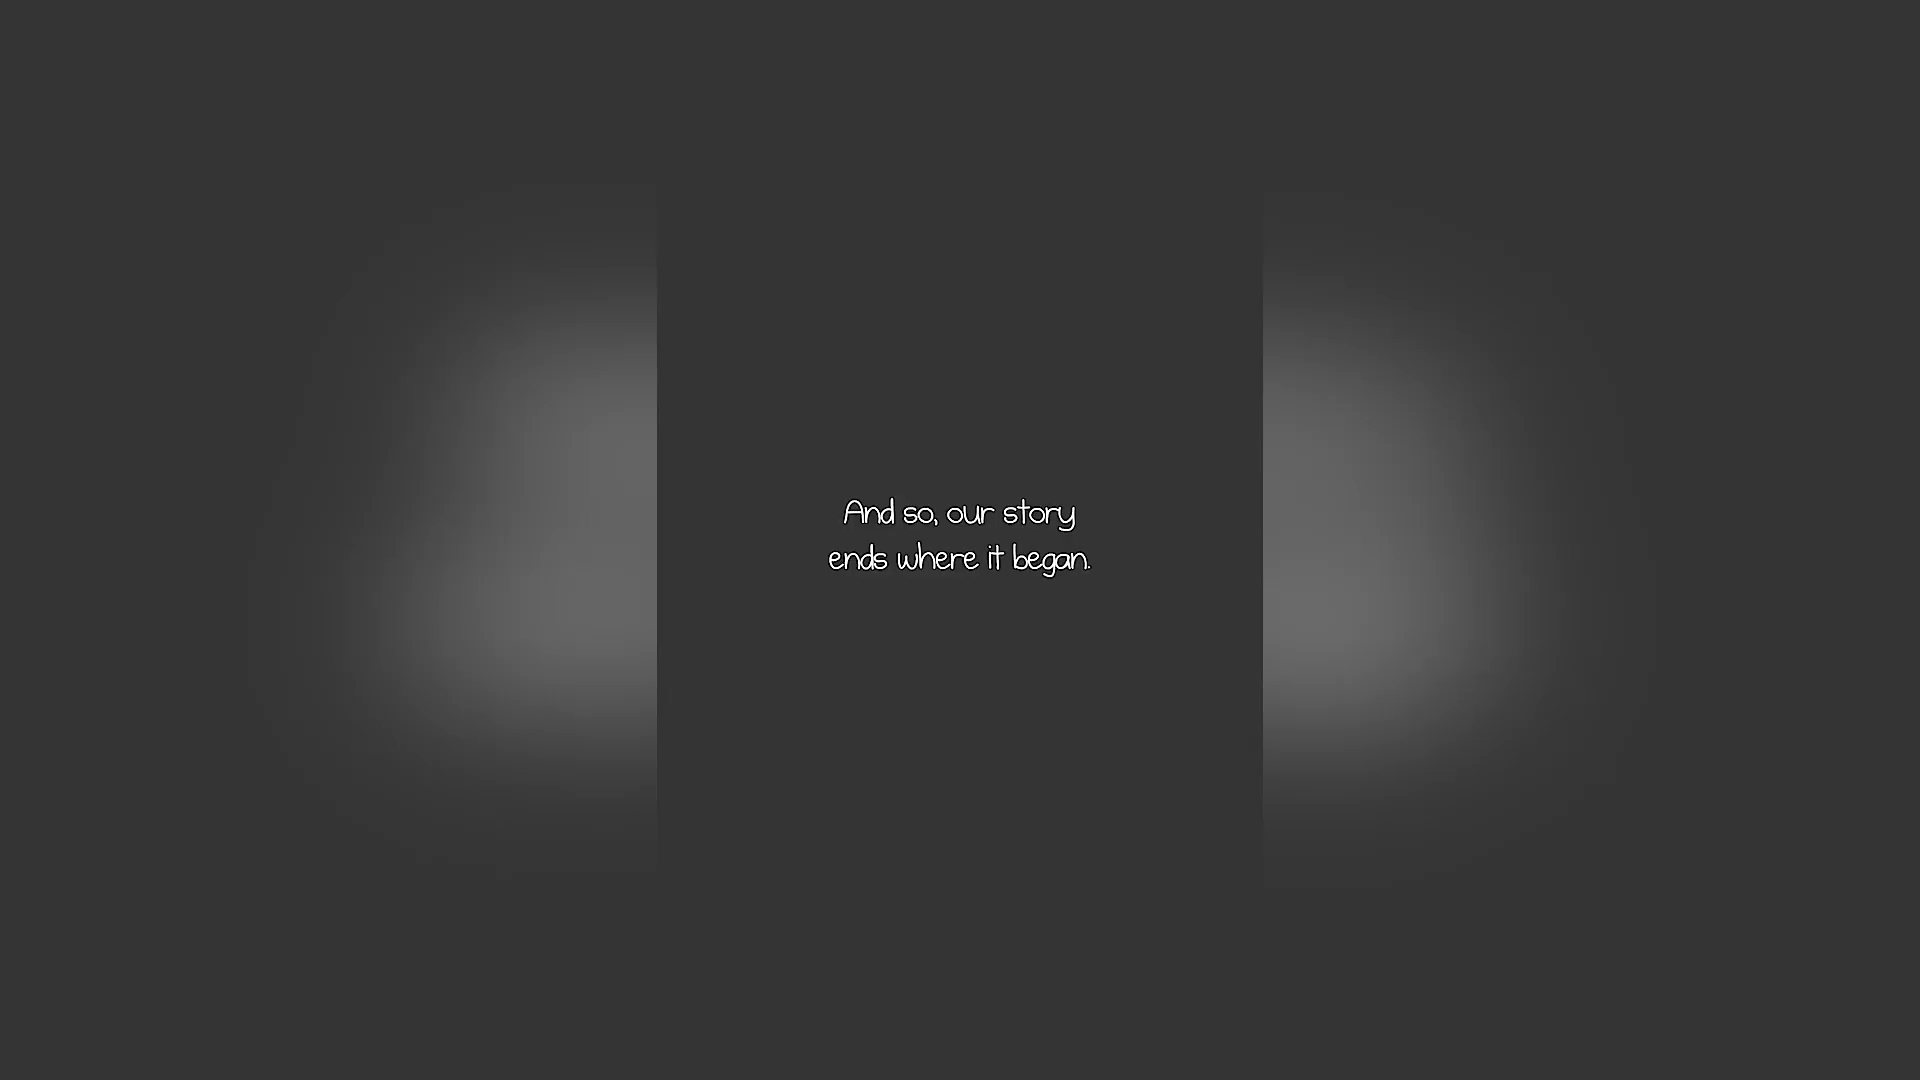 And so, our story
ends where it began.